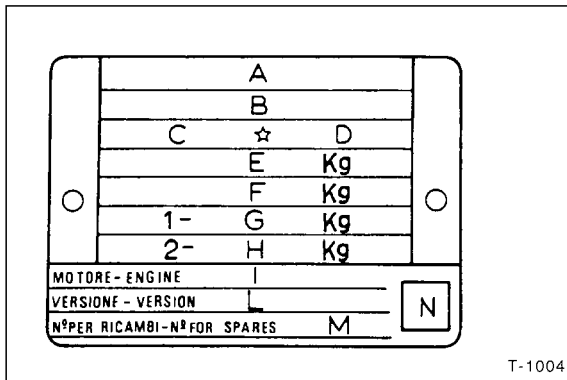 A
B
C ☆ D
E Kg
F Kg
1- G Kg
2- H Kg
MOTORE-ENGINE I
VERSIONE-VERSION L
NºPER RICAMBI-Nº FOR SPARES M
N
T-1004